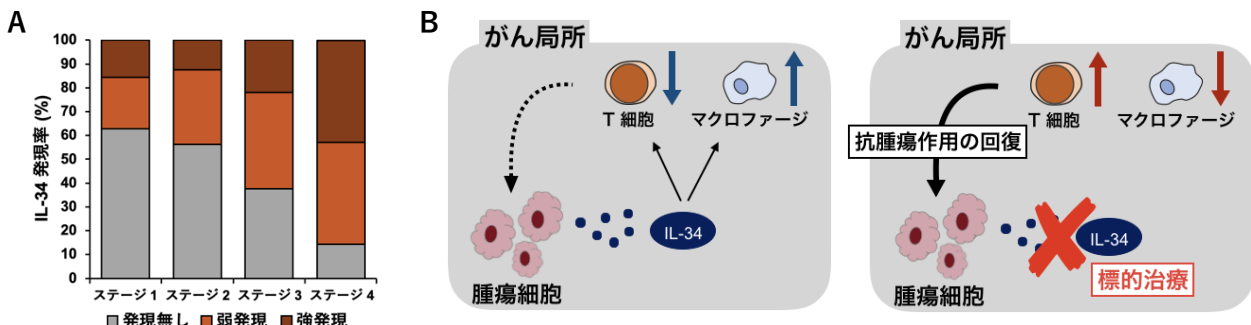 A
IL-34 発現率 (%)
100
90
80
70
60
50
40
30
20
10
0
ステージ 1 ステージ 2 ステージ 3 ステージ 4
発現無し 弱発現 強発現
B
がん局所
T 細胞
マクロファージ
IL-34
腫瘍細胞
がん局所
T 細胞
マクロファージ
抗腫瘍作用の回復
IL-34
標的治療
腫瘍細胞